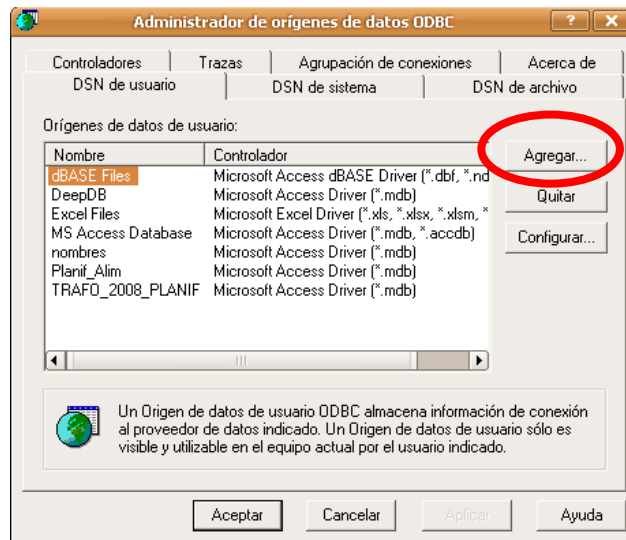 Administrador de orígenes de datos ODBC
Controladores Trazas Agrupación de conexiones Acerca de
DSN de usuario DSN de sistema DSN de archivo
Orígenes de datos de usuario:
Nombre Controlador
dBASE Files Microsoft Access dBASE Driver (*.dbf, *.nd
DeepDB Microsoft Access Driver (*.mdb)
Excel Files Microsoft Excel Driver (*.xls, *.xlsx, *.xlsm, *
MS Access Database Microsoft Access Driver (*.mdb, *.accdb)
nombres Microsoft Access Driver (*.mdb)
Planif_Alim Microsoft Access Driver (*.mdb)
TRAFO_2008_PLANIF Microsoft Access Driver (*.mdb)
Agregar...
Quitar
Configurar...
Un Origen de datos de usuario ODBC almacena información de conexión
al proveedor de datos indicado. Un Origen de datos de usuario sólo es
visible y utilizable en el equipo actual por el usuario indicado.
Aceptar Cancelar Aplicar Ayuda